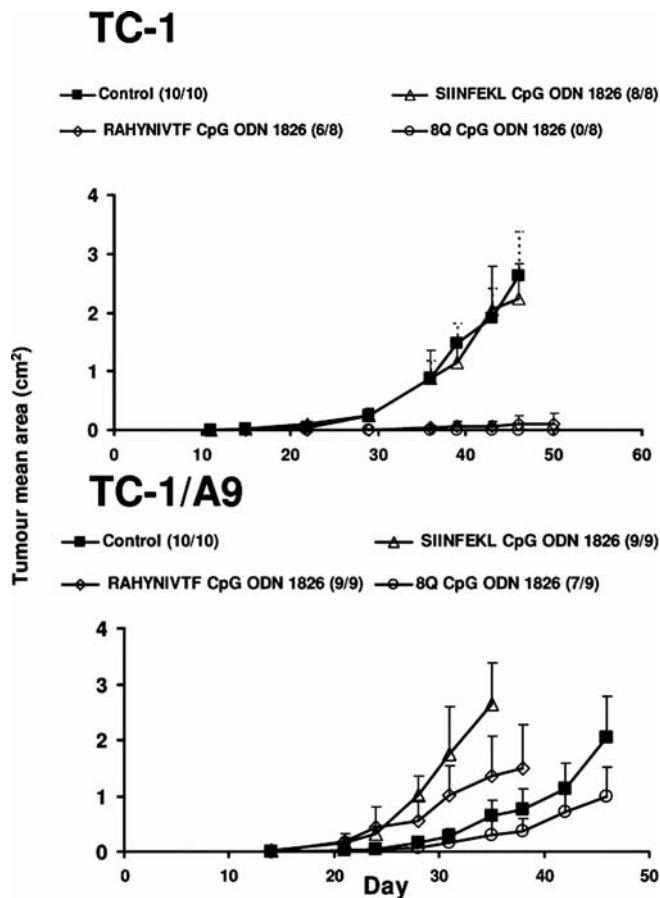 TC-1
Control (10/10) SIINFEKL CpG ODN 1826 (8/8)
RAHYNIVTF CpG ODN 1826 (6/8) 8Q CpG ODN 1826 (0/8)
4
3
2
1
0
0 10 20 30 40 50 60
Tumour mean area (cm²)
TC-1/A9
Control (10/10) SIINFEKL CpG ODN 1826 (9/9)
RAHYNIVTF CpG ODN 1826 (9/9) 8Q CpG ODN 1826 (7/9)
4
3
2
1
0
0 10 20 30 40 50
Day